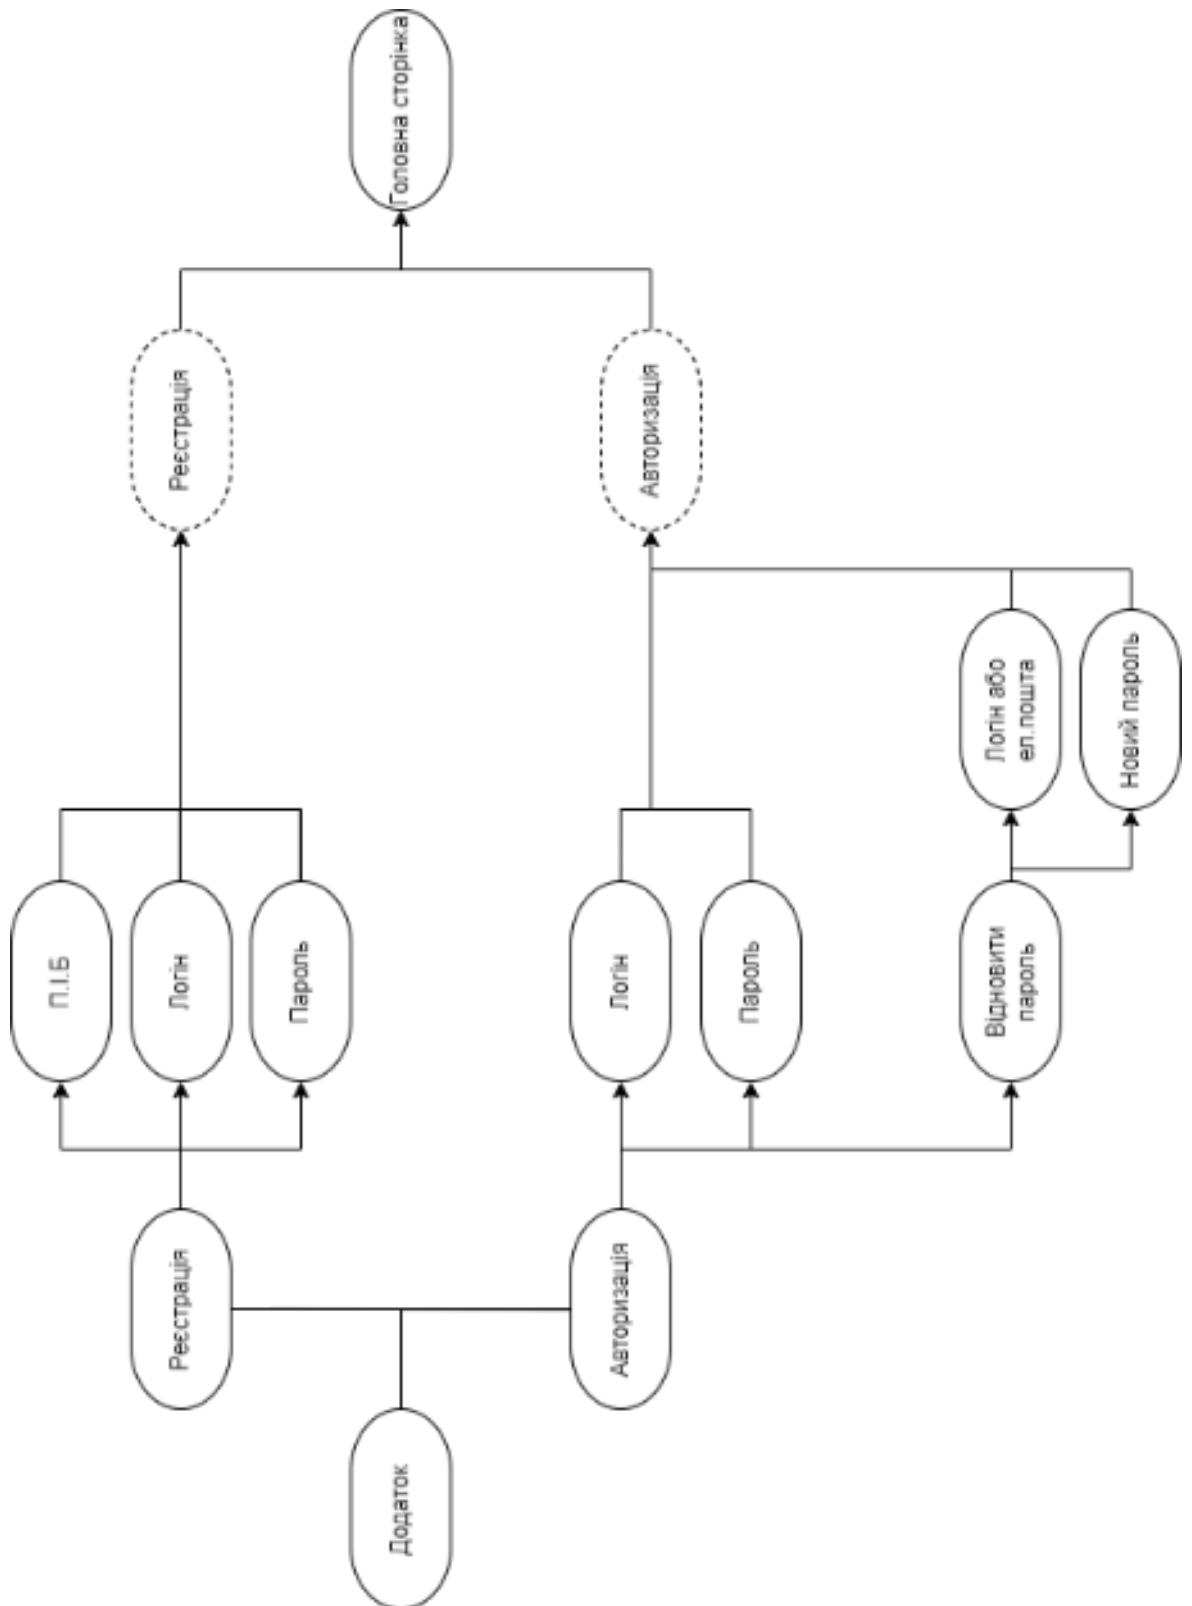 Додаток
Реєстрація
П.І.Б
Логін
Пароль
Реєстрація
Головна сторінка
Авторизація
Логін
Пароль
Авторизація
Відновити
пароль
Логін або
ел.пошта
Новий пароль